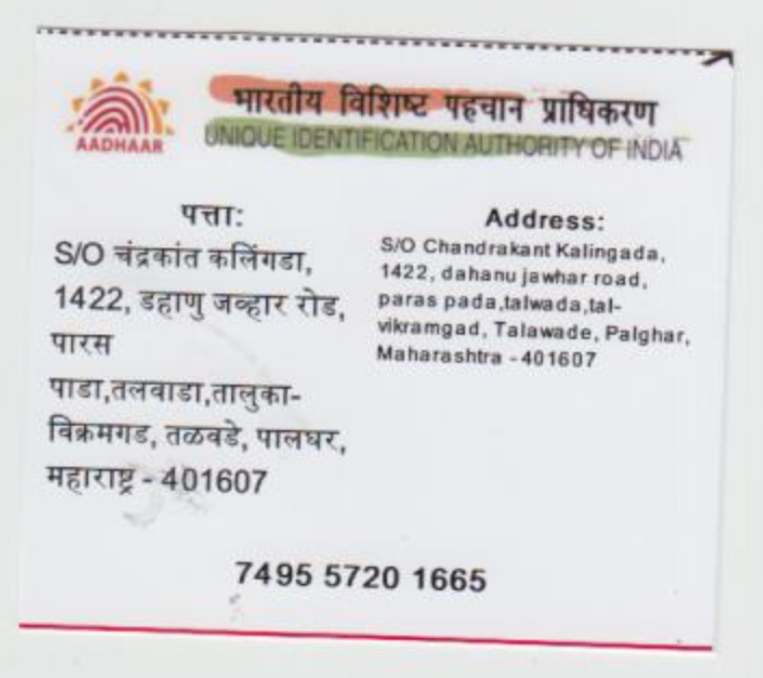 AADHAAR
भारतीय विशिष्ट पहचान प्राधिकरण
UNIQUE IDENTIFICATION AUTHORITY OF INDIA
पत्ता:
S/O चंद्रकांत कलिंगडा,
1422, डहाणु जव्हार रोड,
पारस
पाडा,तलवाडा,तालुका-
विक्रमगड, तळवडे, पालघर,
महाराष्ट्र - 401607
Address:
S/O Chandrakant Kalingada,
1422, dahanu jawhar road,
paras pada,talwada,tal-
vikramgad, Talawade, Palghar,
Maharashtra - 401607
7495 5720 1665